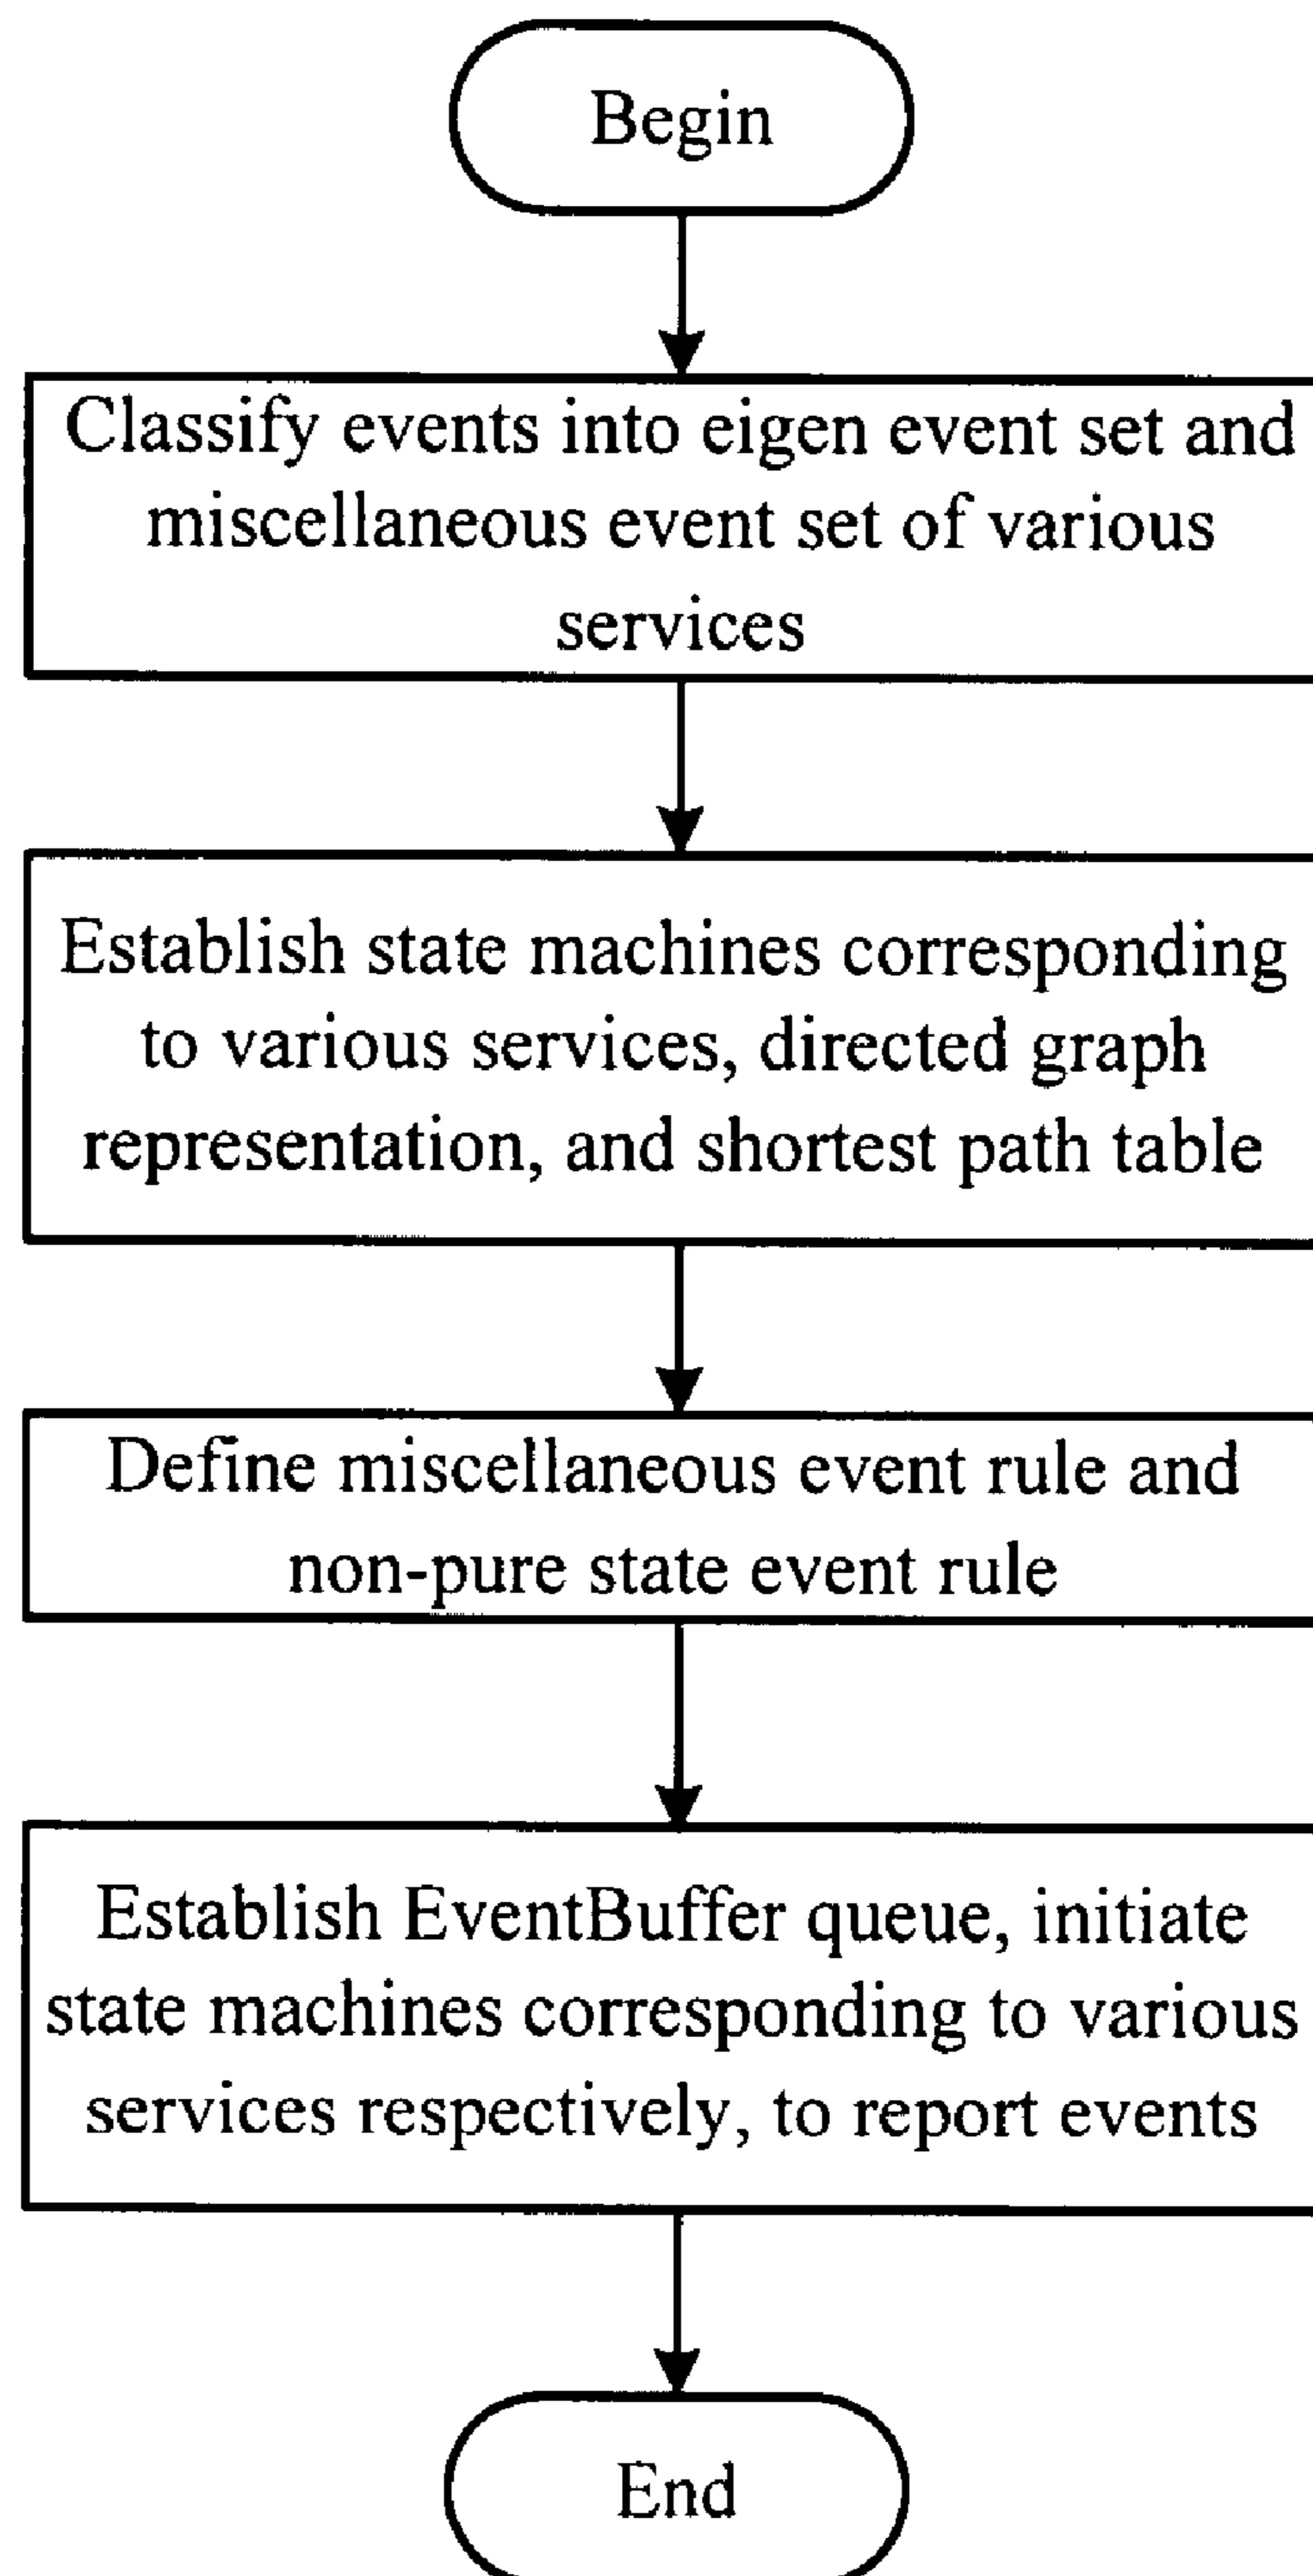 Begin
Classify events into eigen event set and
miscellaneous event set of various
services
Establish state machines corresponding
to various services, directed graph
representation, and shortest path table
Define miscellaneous event rule and
non-pure state event rule
Establish EventBuffer queue, initiate
state machines corresponding to various
services respectively, to report events
End